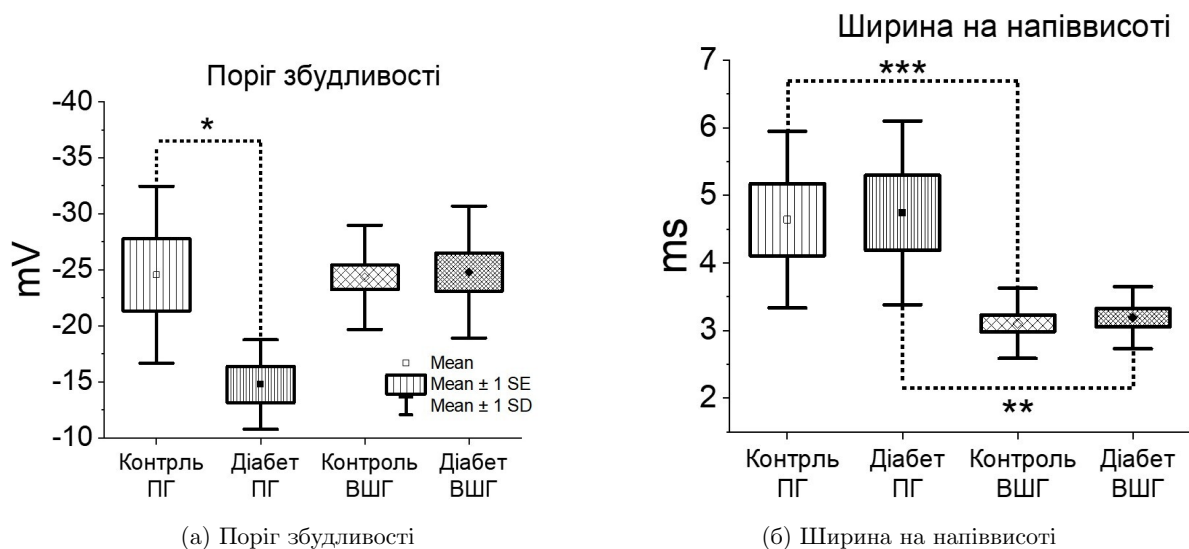 Поріг збудливості
-40
-35
-30
-25
-20
-15
-10
mV
*
Mean
Mean ± 1 SE
Mean ± 1 SD
Контрль ПГ
Діабет ПГ
Контроль ВШГ
Діабет ВШГ
(а) Поріг збудливості
Ширина на напіввисоті
7
6
5
4
3
2
ms
***
**
Контрль ПГ
Діабет ПГ
Контроль ВШГ
Діабет ВШГ
(б) Ширина на напіввисоті